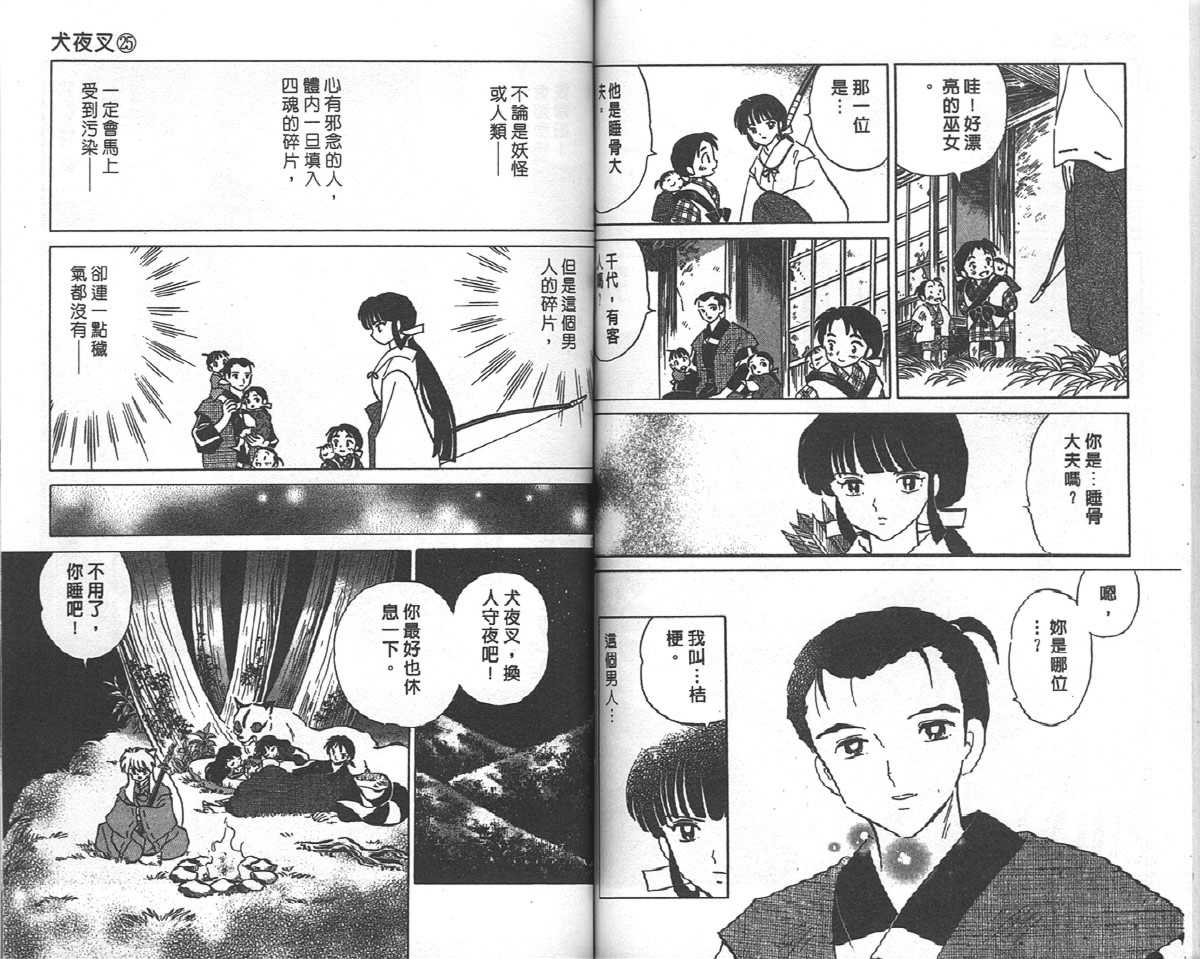 哇！好漂
亮的巫女
。
那一位
是…
他是睡骨大
夫。
千代，有客
人嗎？
你是…睡骨
大夫嗎？
嗯，
妳是哪位
…？
我叫…桔
梗。
這個男人…
犬夜叉㉕
不論是妖怪
或人類——
心有邪念的人，
體內一旦填入
四魂的碎片，
一定會馬上
受到污染——
但是這個男
人的碎片，
卻連一點穢
氣都沒有——
犬夜叉，換
人守夜吧！
你最好也休
息一下。
不用了，
你睡吧！